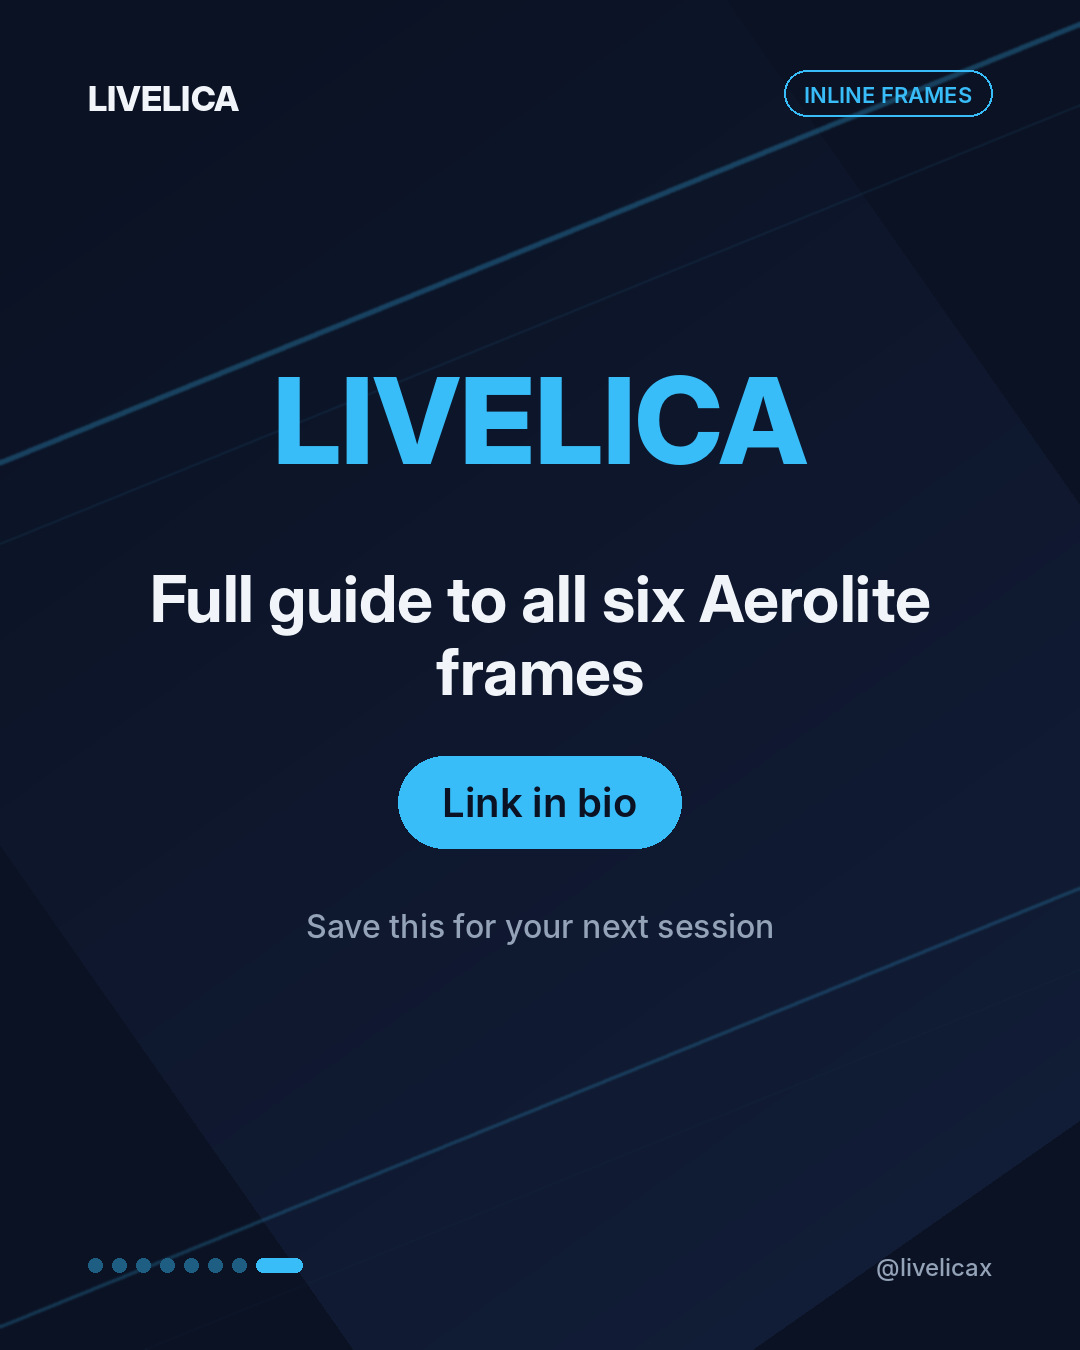 LIVELICA
INLINE FRAMES
LIVELICA
Full guide to all six Aerolite
frames
Link in bio
Save this for your next session
@livelicax